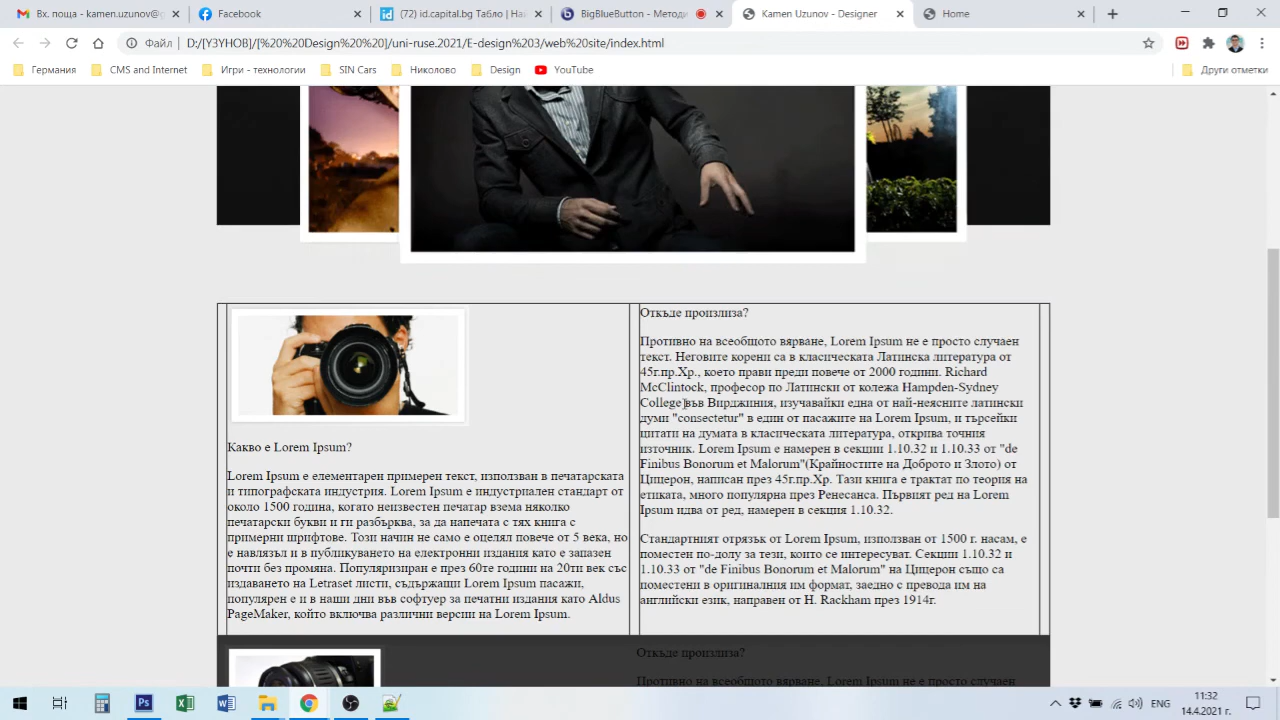 Вх. поща - kamen.uzunov@g
Facebook
(72) id.capital.bg Табло | Нак
BigBlueButton - Методи
Kamen Uzunov - Designer
Home
Файл
D:/[Y3YHOB]/[%20%20Design%20%20]/uni-ruse.2021/E-design%203/web%20site/index.html
Германия
CMS and Internet
Игри - технологии
SIN Cars
Николово
Design
YouTube
Други отметки
Откъде произлиза?
Противно на всеобщото вярване, Lorem Ipsum не е просто случаен
текст. Неговите корени са в класическата Латинска литература от
45г.пр.Хр., което прави преди повече от 2000 години. Richard
McClintock, професор по Латински от колежа Hampden-Sydney
College във Вирджиния, изучавайки една от най-неясните латински
думи "consectetur" в един от пасажите на Lorem Ipsum, и търсейки
цитати на думата в класическата литература, открива точния
източник. Lorem Ipsum е намерен в секции 1.10.32 и 1.10.33 от "de
Finibus Bonorum et Malorum"(Крайностите на Доброто и Злото) от
Цицерон, написан през 45г.пр.Хр. Тази книга е трактат по теория на
етиката, много популярна през Ренесанса. Първият ред на Lorem
Ipsum идва от ред, намерен в секция 1.10.32.
Стандартният отрязък от Lorem Ipsum, използван от 1500 г. насам, е
поместен по-долу за тези, които се интересуват. Секции 1.10.32 и
1.10.33 от "de Finibus Bonorum et Malorum" на Цицерон също са
поместени в оригиналния им формат, заедно с превода им на
английски език, направен от H. Rackham през 1914г.
Какво е Lorem Ipsum?
Lorem Ipsum е елементарен примерен текст, използван в печатарската
и типографската индустрия. Lorem Ipsum е индустриален стандарт от
около 1500 година, когато неизвестен печатар взема няколко
печатарски букви и ги разбърква, за да напечата с тях книга с
примерни шрифтове. Този начин не само е оцелял повече от 5 века, но
е навлязъл и в публикуването на електронни издания като е запазен
почти без промяна. Популяризиран е през 60те години на 20ти век със
издаването на Letraset листи, съдържащи Lorem Ipsum пасажи,
популярен е и в наши дни във софтуер за печатни издания като Aldus
PageMaker, който включва различни версии на Lorem Ipsum.
Откъде произлиза?
Противно на всеобщото вярване, Lorem Ipsum не е просто случаен
ENG
11:32
14.4.2021 г.